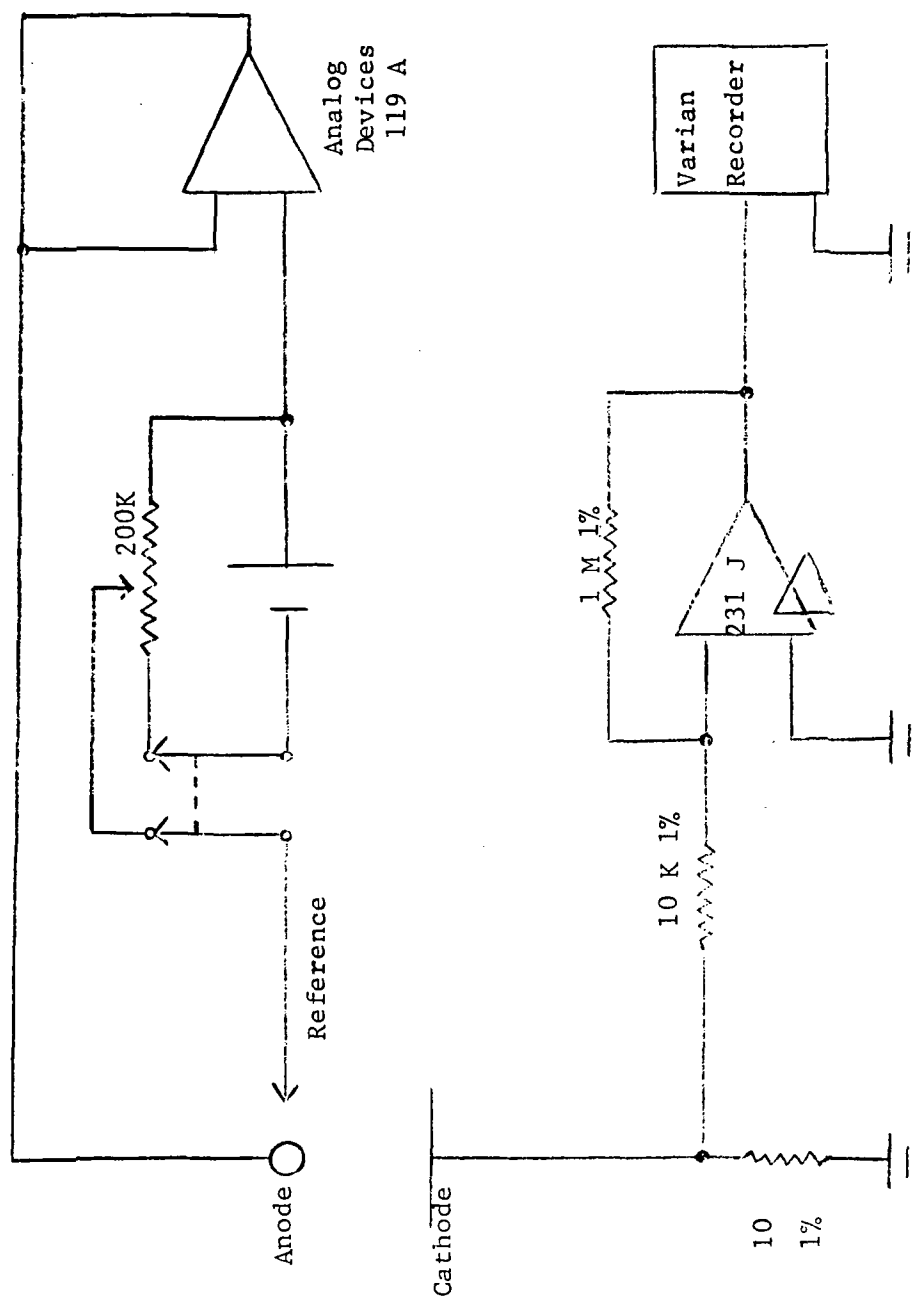 Analog
Devices
119 A
200K
Reference
Anode
Cathode
Varian
Recorder
1 M 1%
231 J
10 K 1%
10
1%